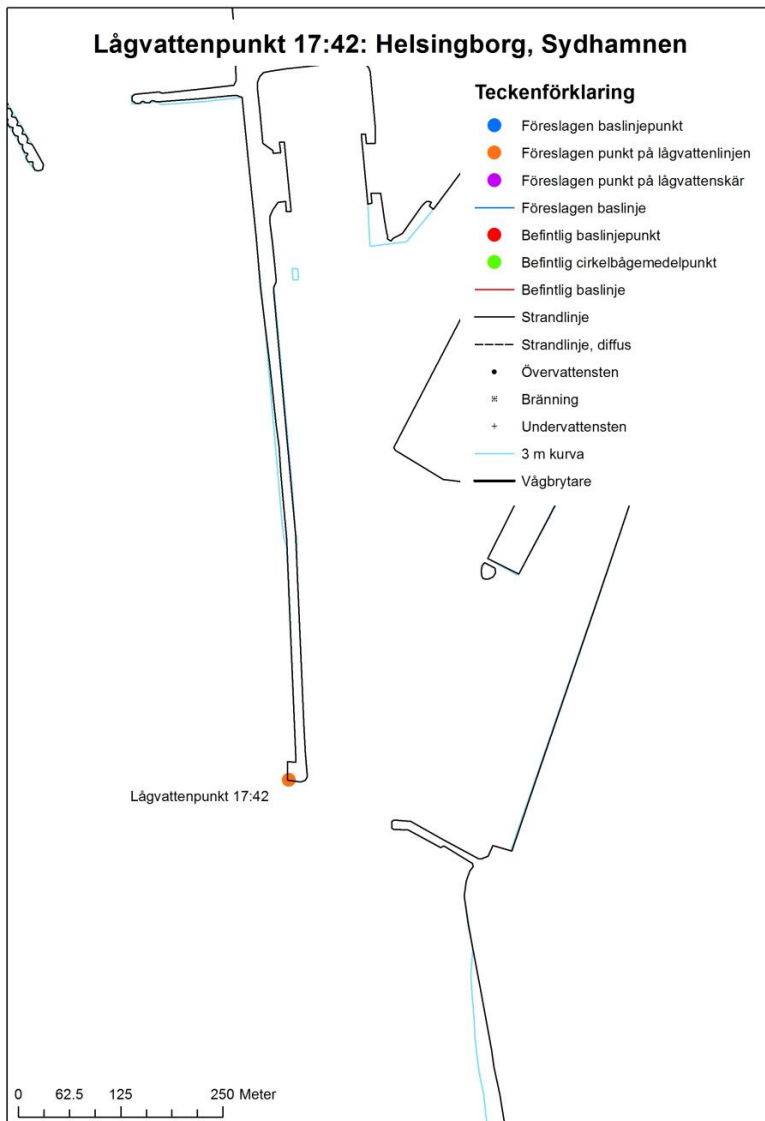 Lågvattenpunkt 17:42: Helsingborg, Sydhamnen
Teckenförklaring
Föreslagen baslinjepunkt
Föreslagen punkt på lågvattenlinjen
Föreslagen punkt på lågvattenskär
Föreslagen baslinje
Befintlig baslinjepunkt
Befintlig cirkelbågemedelpunkt
Befintlig baslinje
Strandlinje
Strandlinje, diffus
Övervattensten
Bränning
Undervattensten
3 m kurva
Vågbrytare
Lågvattenpunkt 17:42
0 62.5 125 250 Meter